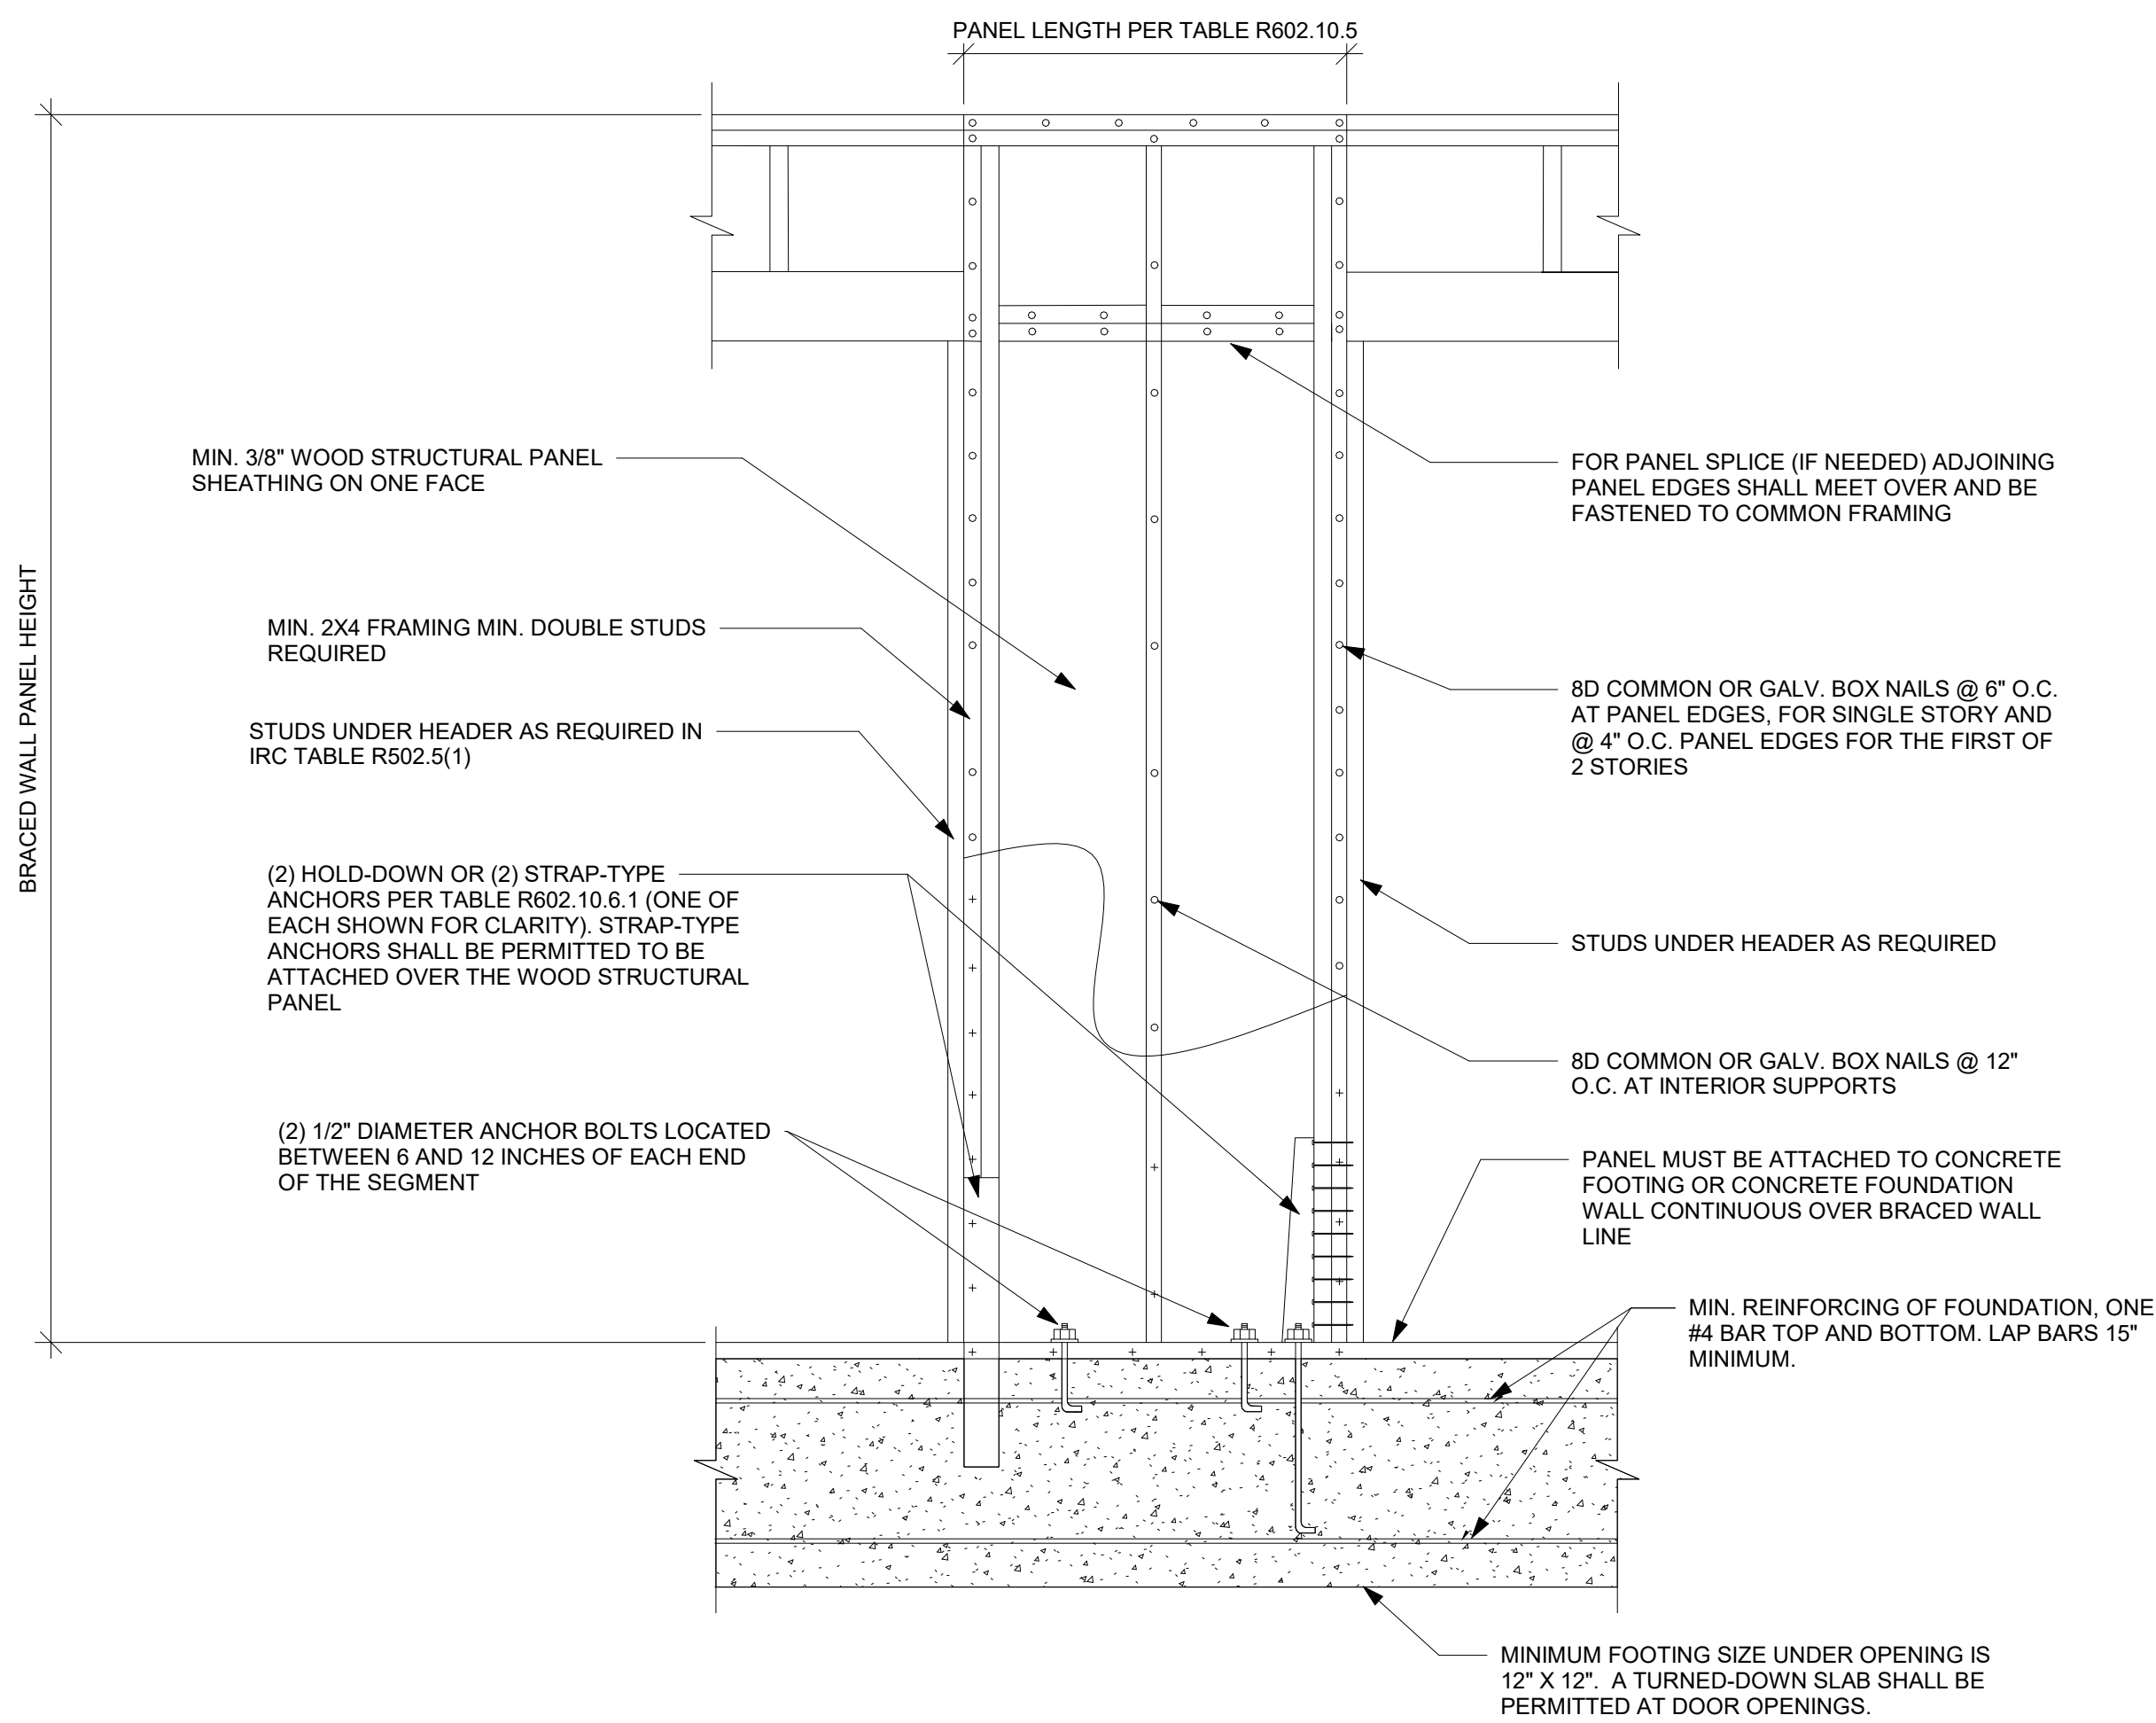 PANEL LENGTH PER TABLE R602.10.5
BRACED WALL PANEL HEIGHT
MIN. 3/8" WOOD STRUCTURAL PANEL
SHEATHING ON ONE FACE
MIN. 2X4 FRAMING MIN. DOUBLE STUDS
REQUIRED
STUDS UNDER HEADER AS REQUIRED IN
IRC TABLE R502.5(1)
(2) HOLD-DOWN OR (2) STRAP-TYPE
ANCHORS PER TABLE R602.10.6.1 (ONE OF
EACH SHOWN FOR CLARITY). STRAP-TYPE
ANCHORS SHALL BE PERMITTED TO BE
ATTACHED OVER THE WOOD STRUCTURAL
PANEL
(2) 1/2" DIAMETER ANCHOR BOLTS LOCATED
BETWEEN 6 AND 12 INCHES OF EACH END
OF THE SEGMENT
FOR PANEL SPLICE (IF NEEDED) ADJOINING
PANEL EDGES SHALL MEET OVER AND BE
FASTENED TO COMMON FRAMING
8D COMMON OR GALV. BOX NAILS @ 6" O.C.
AT PANEL EDGES, FOR SINGLE STORY AND
@ 4" O.C. PANEL EDGES FOR THE FIRST OF
2 STORIES
STUDS UNDER HEADER AS REQUIRED
8D COMMON OR GALV. BOX NAILS @ 12"
O.C. AT INTERIOR SUPPORTS
PANEL MUST BE ATTACHED TO CONCRETE
FOOTING OR CONCRETE FOUNDATION
WALL CONTINUOUS OVER BRACED WALL
LINE
MIN. REINFORCING OF FOUNDATION, ONE
#4 BAR TOP AND BOTTOM. LAP BARS 15"
MINIMUM.
MINIMUM FOOTING SIZE UNDER OPENING IS
12" X 12".  A TURNED-DOWN SLAB SHALL BE
PERMITTED AT DOOR OPENINGS.